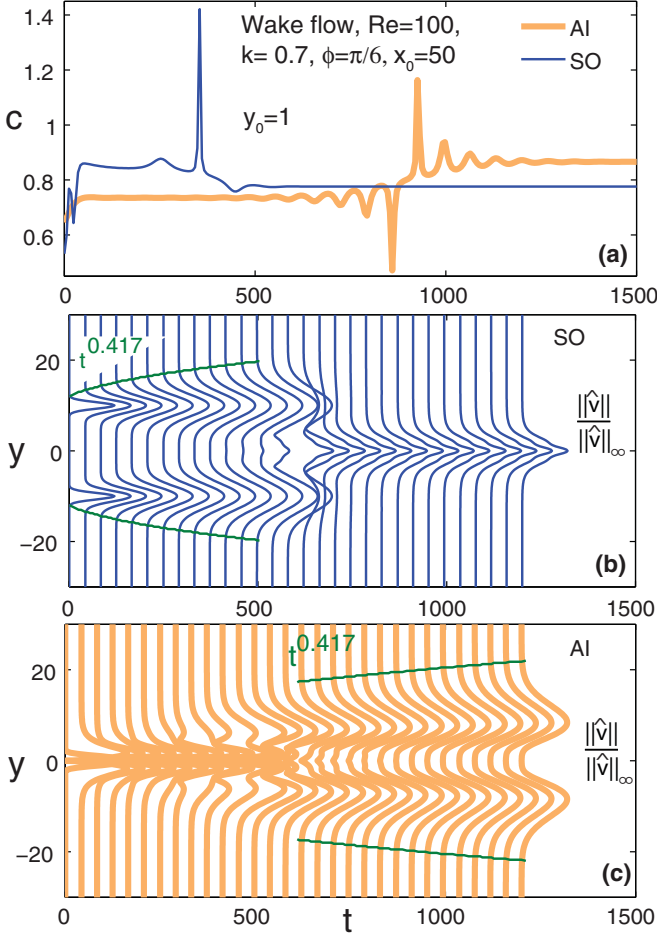 1.4
1.2
1
0.8
0.6
c
Wake flow, Re=100,
k= 0.7, ϕ=π/6, x₀=50
y₀=1
AI
SO
(a)
0 500 1000 1500
20
0
−20
y
t^0.417
SO
||v̂||
||v̂||∞
(b)
0 500 1000 1500
20
0
−20
y
t^0.417
AI
||v̂||
||v̂||∞
(c)
0 500 1000 1500
t